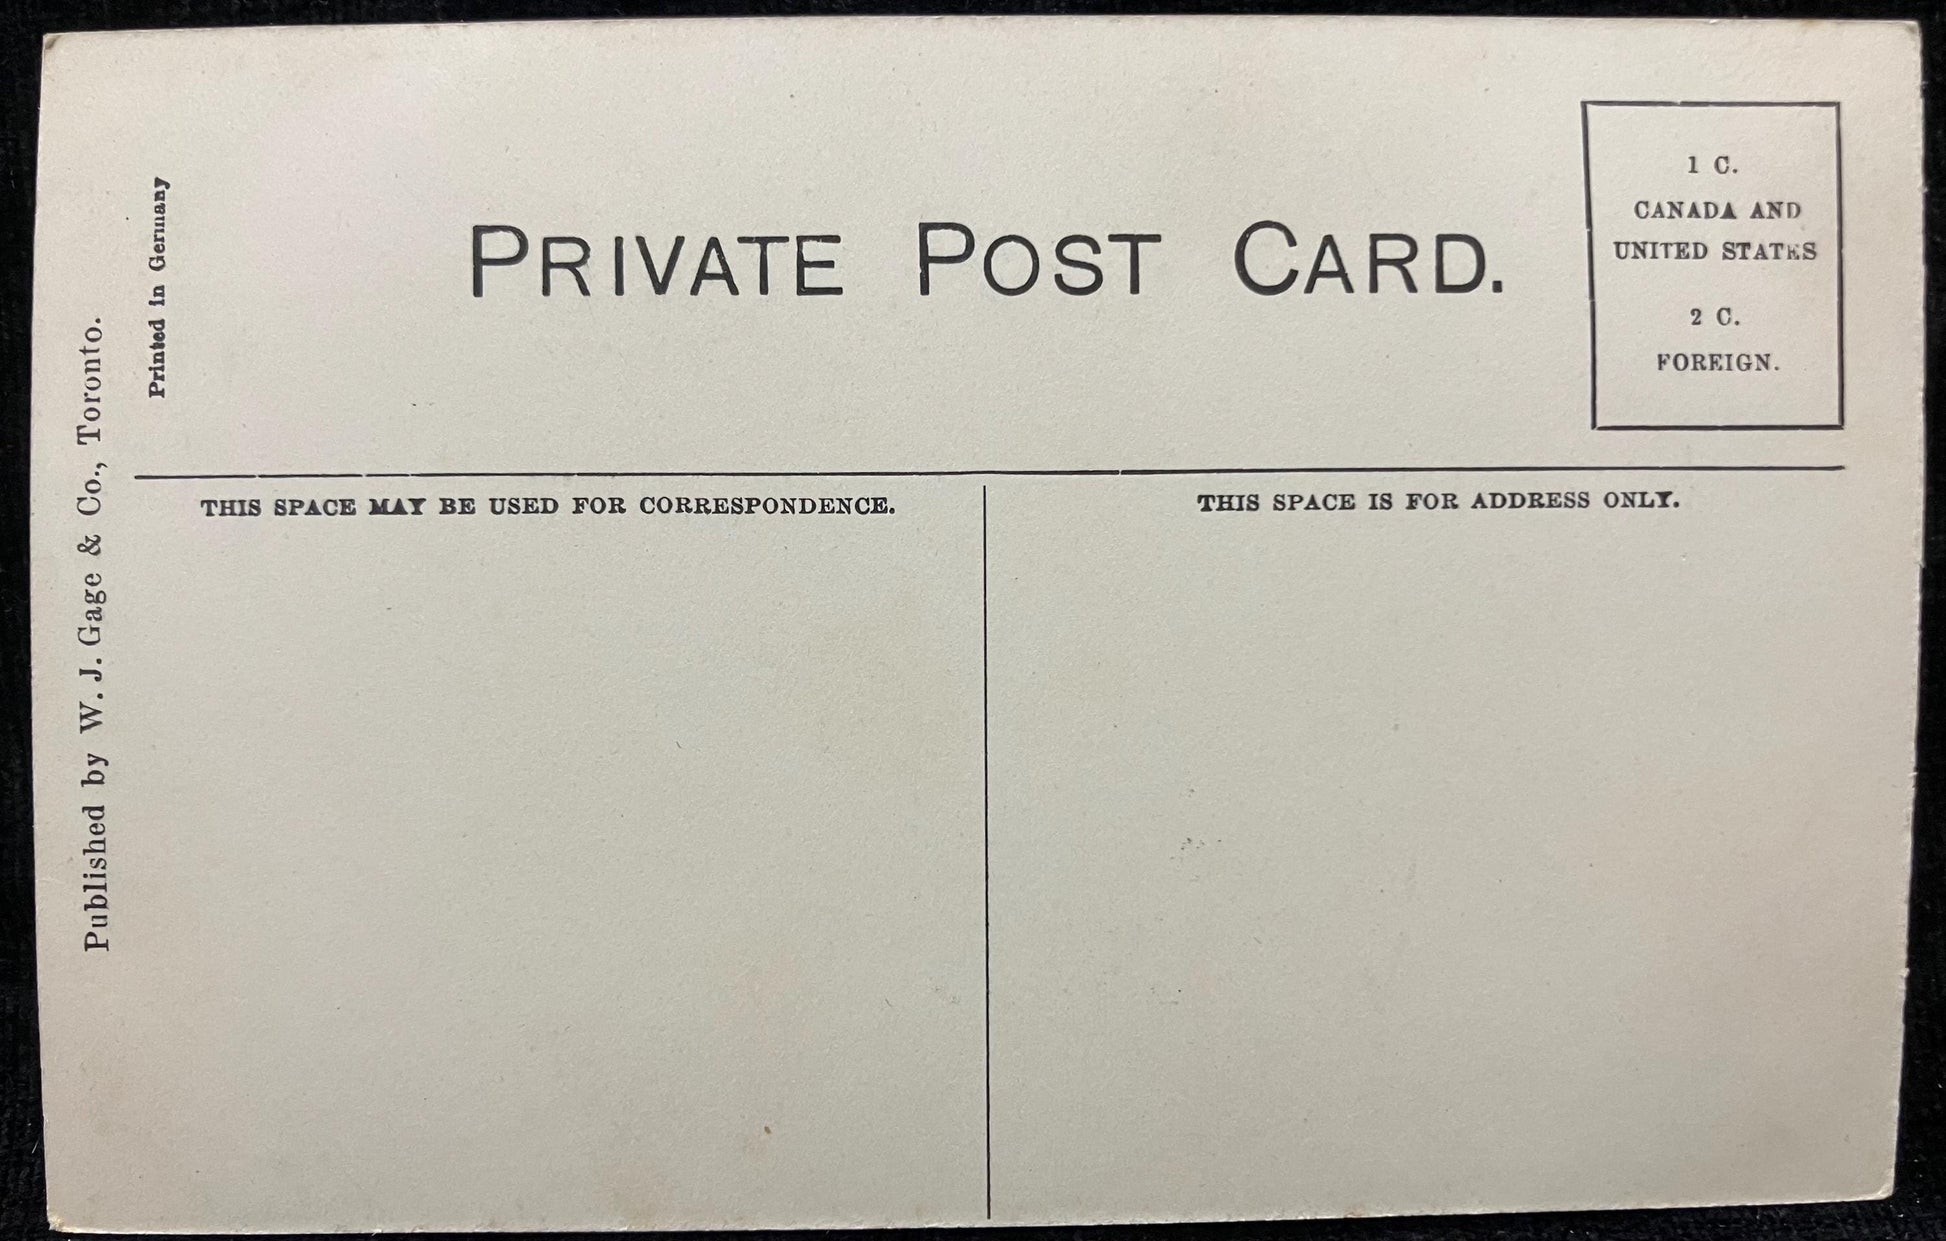 PRIVATE POST CARD.
1 C.
CANADA AND
UNITED STATES
2 C.
FOREIGN.
Printed in Germany
Published by W. J. Gage & Co., Toronto.
THIS SPACE MAY BE USED FOR CORRESPONDENCE.
THIS SPACE IS FOR ADDRESS ONLY.